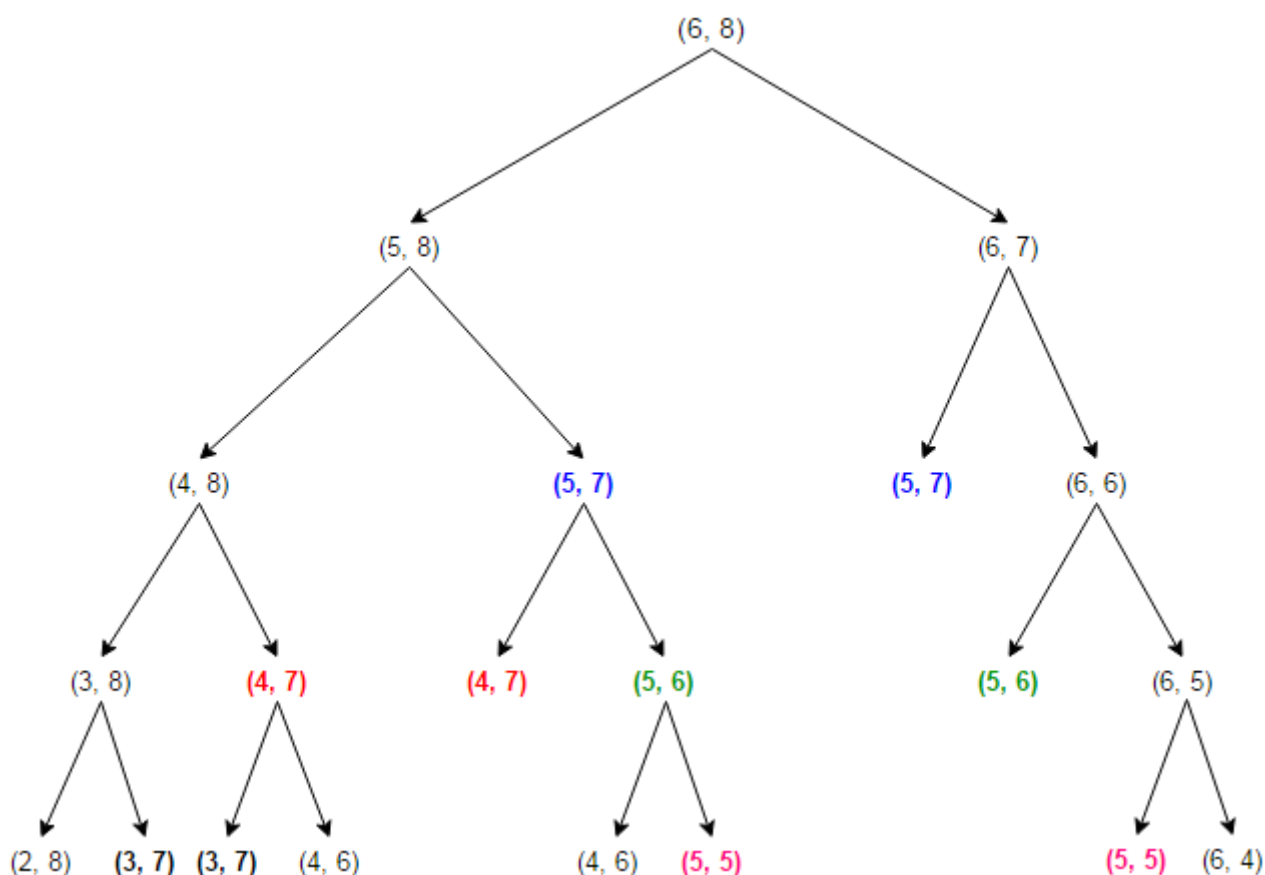 (6, 8)
(5, 8) (6, 7)
(4, 8) (5, 7) (5, 7) (6, 6)
(3, 8) (4, 7) (4, 7) (5, 6) (5, 6) (6, 5)
(2, 8) (3, 7) (3, 7) (4, 6) (4, 6) (5, 5) (5, 5) (6, 4)